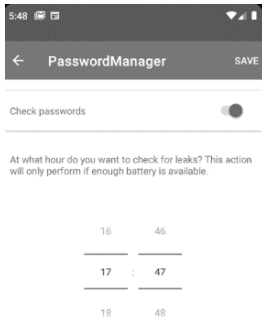 5:48
PasswordManager SAVE
Check passwords
At what hour do you want to check for leaks? This action
will only perform if enough battery is available.
16 46
17 : 47
18 48